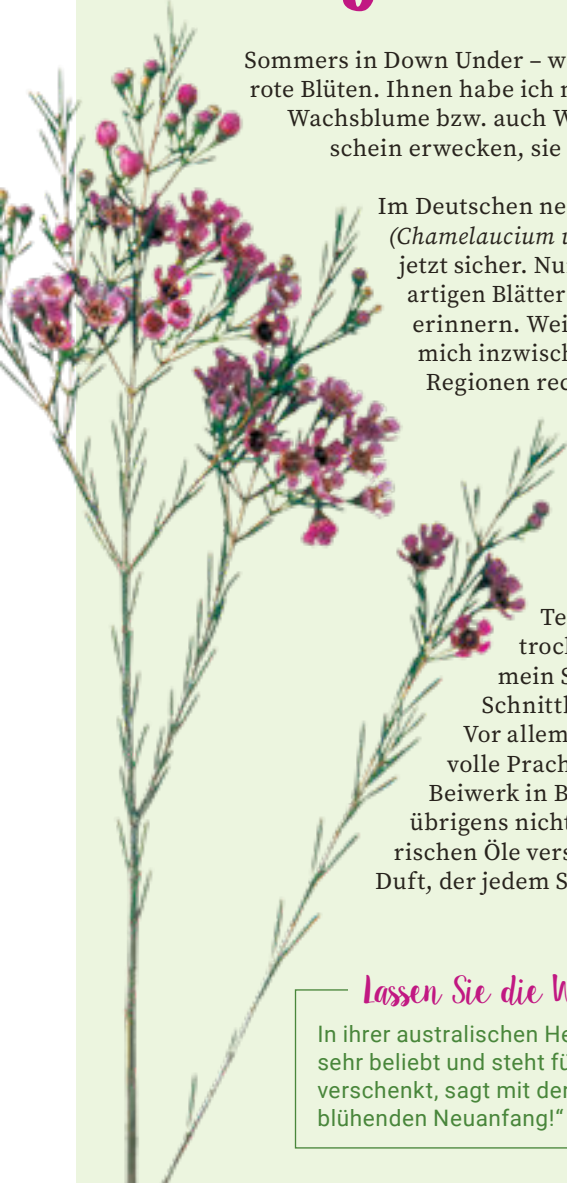 Sommers in Down Under – w
rote Blüten. Ihnen habe ich
Wachsblume bzw. auch W
schein erwecken, sie
Im Deutschen ne
(Chamelaucium
jetzt sicher. Nu
artigen Blätter
erinnern. Wei
mich inzwisch
Regionen rec
Te
trock
mein S
Schnittl
Vor allem
volle Prach
Beiwerk in B
übrigens nicht
rischen Öle vers
Duft, der jedem S
Lassen Sie die W
In ihrer australischen He
sehr beliebt und steht fü
verschenkt, sagt mit der
blühenden Neuanfang!“